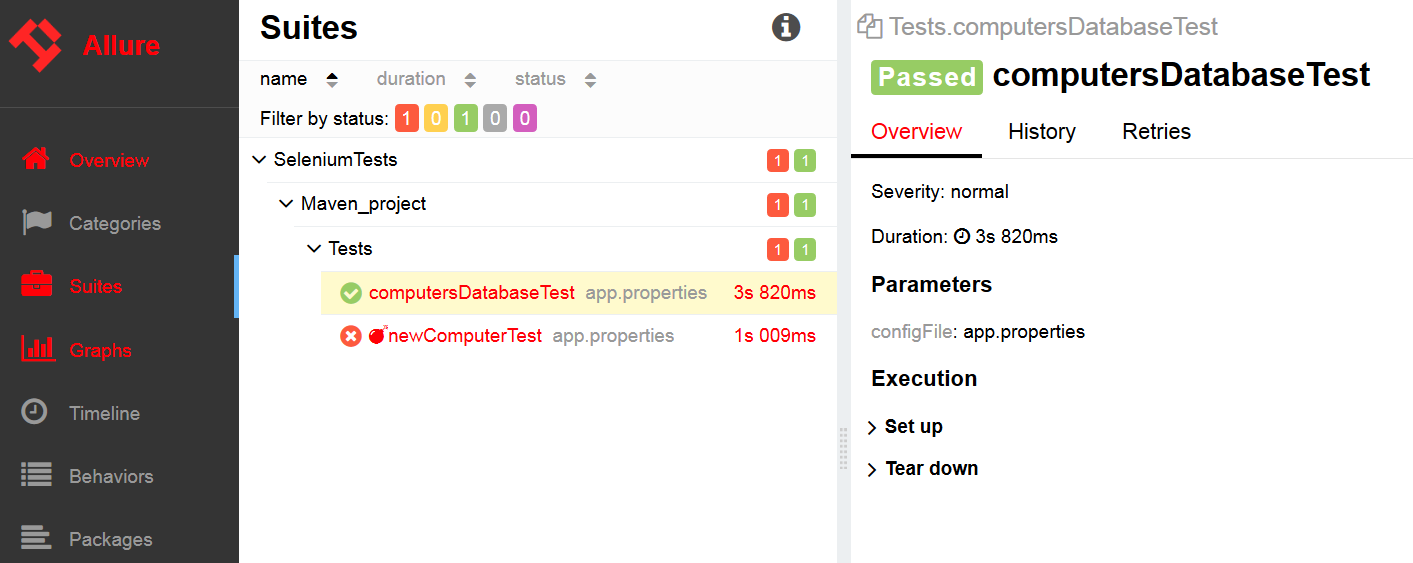 Allure
Overview
Categories
Suites
Graphs
Timeline
Behaviors
Packages
Suites
name duration status
Filter by status: 1 0 1 0 0
SeleniumTests 1 1
Maven_project 1 1
Tests 1 1
computersDatabaseTest app.properties 3s 820ms
newComputerTest app.properties 1s 009ms
Tests.computersDatabaseTest
Passed computersDatabaseTest
Overview History Retries
Severity: normal
Duration: 3s 820ms
Parameters
configFile: app.properties
Execution
Set up
Tear down